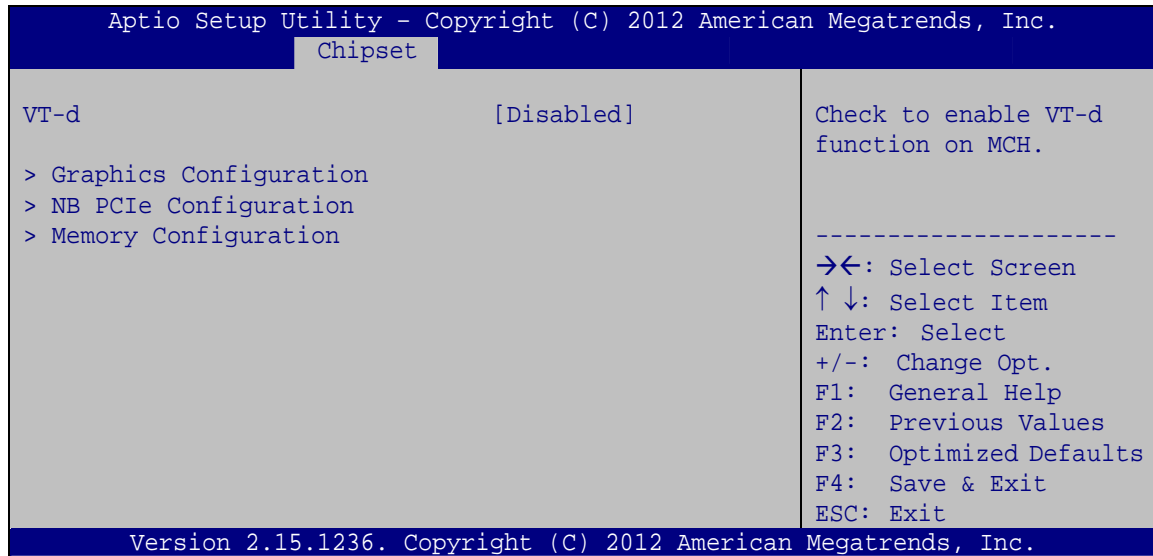 Aptio Setup Utility – Copyright (C) 2012 American Megatrends, Inc.
Chipset
VT-d [Disabled]
> Graphics Configuration
> NB PCIe Configuration
> Memory Configuration
Check to enable VT-d
function on MCH.
---------------------
→←: Select Screen
↑ ↓: Select Item
Enter: Select
+/-: Change Opt.
F1: General Help
F2: Previous Values
F3: Optimized Defaults
F4: Save & Exit
ESC: Exit
Version 2.15.1236. Copyright (C) 2012 American Megatrends, Inc.